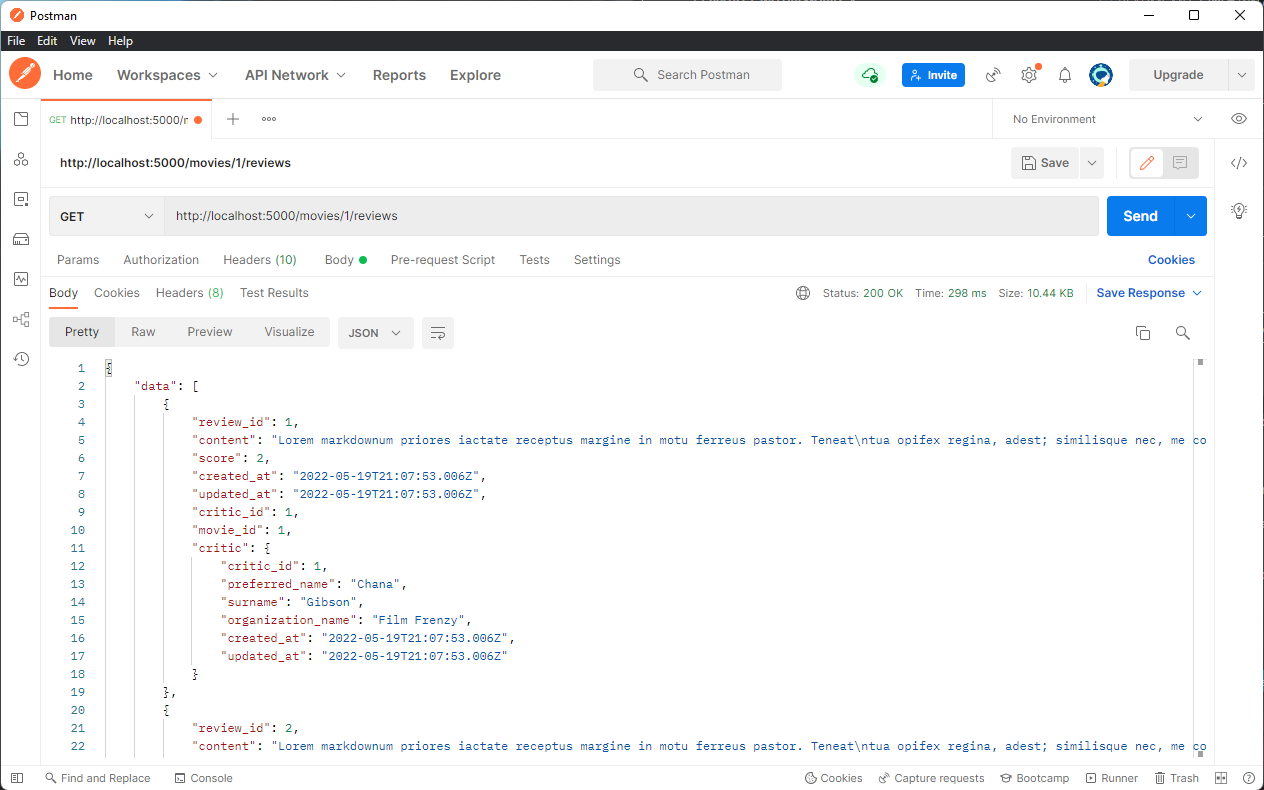 Postman
File Edit View Help
Home Workspaces API Network Reports Explore Search Postman Invite Upgrade
GET http://localhost:5000/r No Environment
http://localhost:5000/movies/1/reviews Save
GET http://localhost:5000/movies/1/reviews Send
Params Authorization Headers (10) Body Pre-request Script Tests Settings Cookies
Body Cookies Headers (8) Test Results Status: 200 OK Time: 298 ms Size: 10.44 KB Save Response
Pretty Raw Preview Visualize JSON
1 {
2 "data": [
3 {
4 "review_id": 1,
5 "content": "Lorem markdownum priores iactate receptus margine in motu ferreus pastor. Teneat\ntua opifex regina, adest; similisque nec, me co
6 "score": 2,
7 "created_at": "2022-05-19T21:07:53.006Z",
8 "updated_at": "2022-05-19T21:07:53.006Z",
9 "critic_id": 1,
10 "movie_id": 1,
11 "critic": {
12 "critic_id": 1,
13 "preferred_name": "Chana",
14 "surname": "Gibson",
15 "organization_name": "Film Frenzy",
16 "created_at": "2022-05-19T21:07:53.006Z",
17 "updated_at": "2022-05-19T21:07:53.006Z"
18 }
19 },
20 {
21 "review_id": 2,
22 "content": "Lorem markdownum priores iactate receptus margine in motu ferreus pastor. Teneat\ntua opifex regina, adest; similisque nec, me co
Find and Replace Console Cookies Capture requests Bootcamp Runner Trash